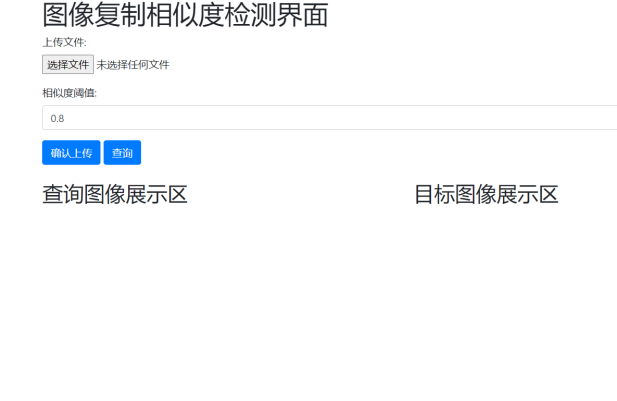 图像复制相似度检测界面
上传文件:
选择文件 未选择任何文件
相似度阈值:
0.8
确认上传 查询
查询图像展示区 目标图像展示区